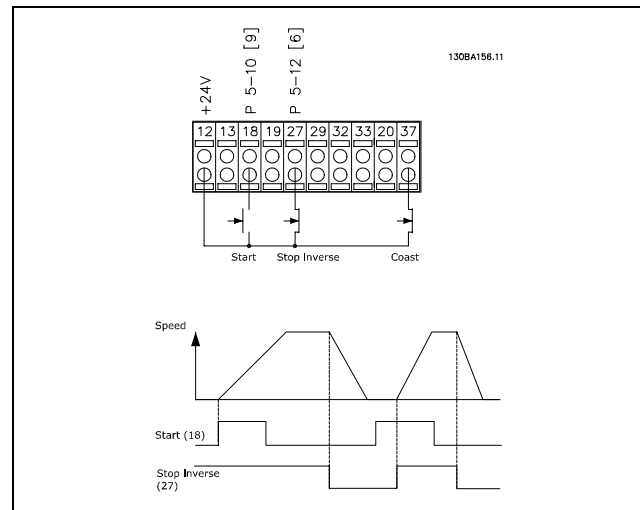 130BA156.11
+24V
P 5-10 [9]
P 5-12 [6]
12 13 18 19 27 29 32 33 20 37
Start Stop Inverse Coast
Speed
Start (18)
Stop Inverse
(27)